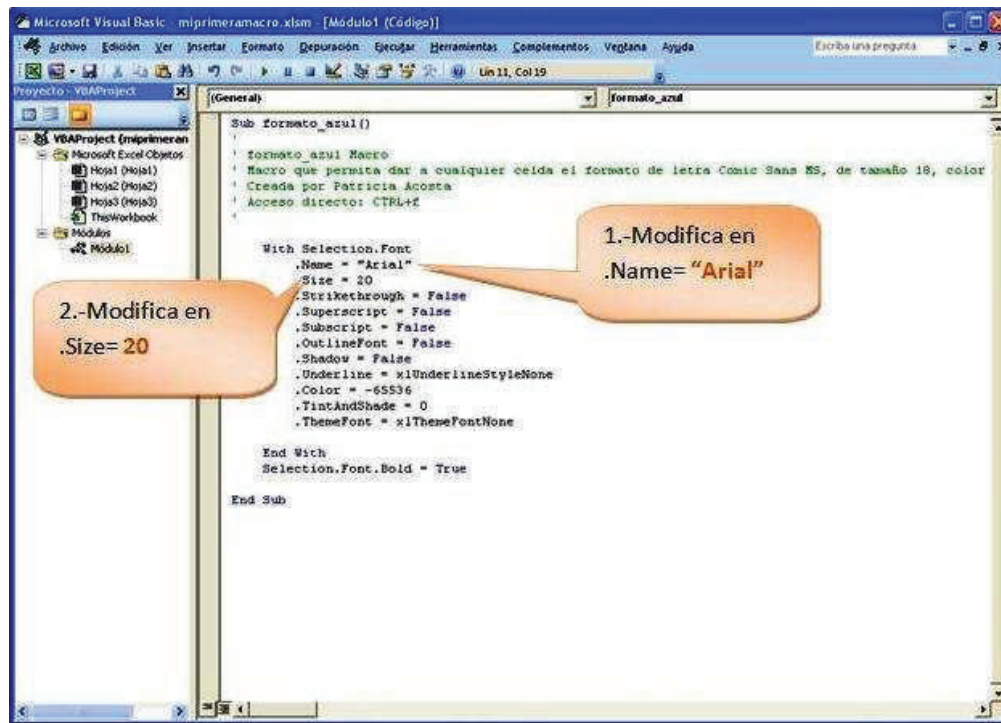 Microsoft Visual Basic - miprimeramacro.xlsm - [Módulo1 (Código)]
Archivo Edición Ver Insertar Formato Depuración Ejecutar Herramientas Complementos Ventana Ayuda Escriba una pregunta
Lin 11, Col 19
Proyecto - VBAProject
(General) formato_azul
VBAProject (miprimeran
Microsoft Excel Objetos
Hoja1 (Hoja1)
Hoja2 (Hoja2)
Hoja3 (Hoja3)
ThisWorkbook
Módulos
Módulo1
Sub formato_azul()
'
' formato_azul Macro
' Macro que permita dar a cualquier celda el formato de letra Comic Sans MS, de tamaño 18, color
' Creada por Patricia Acosta
' Acceso directo: CTRL+f
'
With Selection.Font
.Name = "Arial"
.Size = 20
.Strikethrough = False
.Superscript = False
.Subscript = False
.OutlineFont = False
.Shadow = False
.Underline = xlUnderlineStyleNone
.Color = -65536
.TintAndShade = 0
.ThemeFont = xlThemeFontNone
End With
Selection.Font.Bold = True
End Sub
1.-Modifica en
.Name= “Arial”
2.-Modifica en
.Size= 20